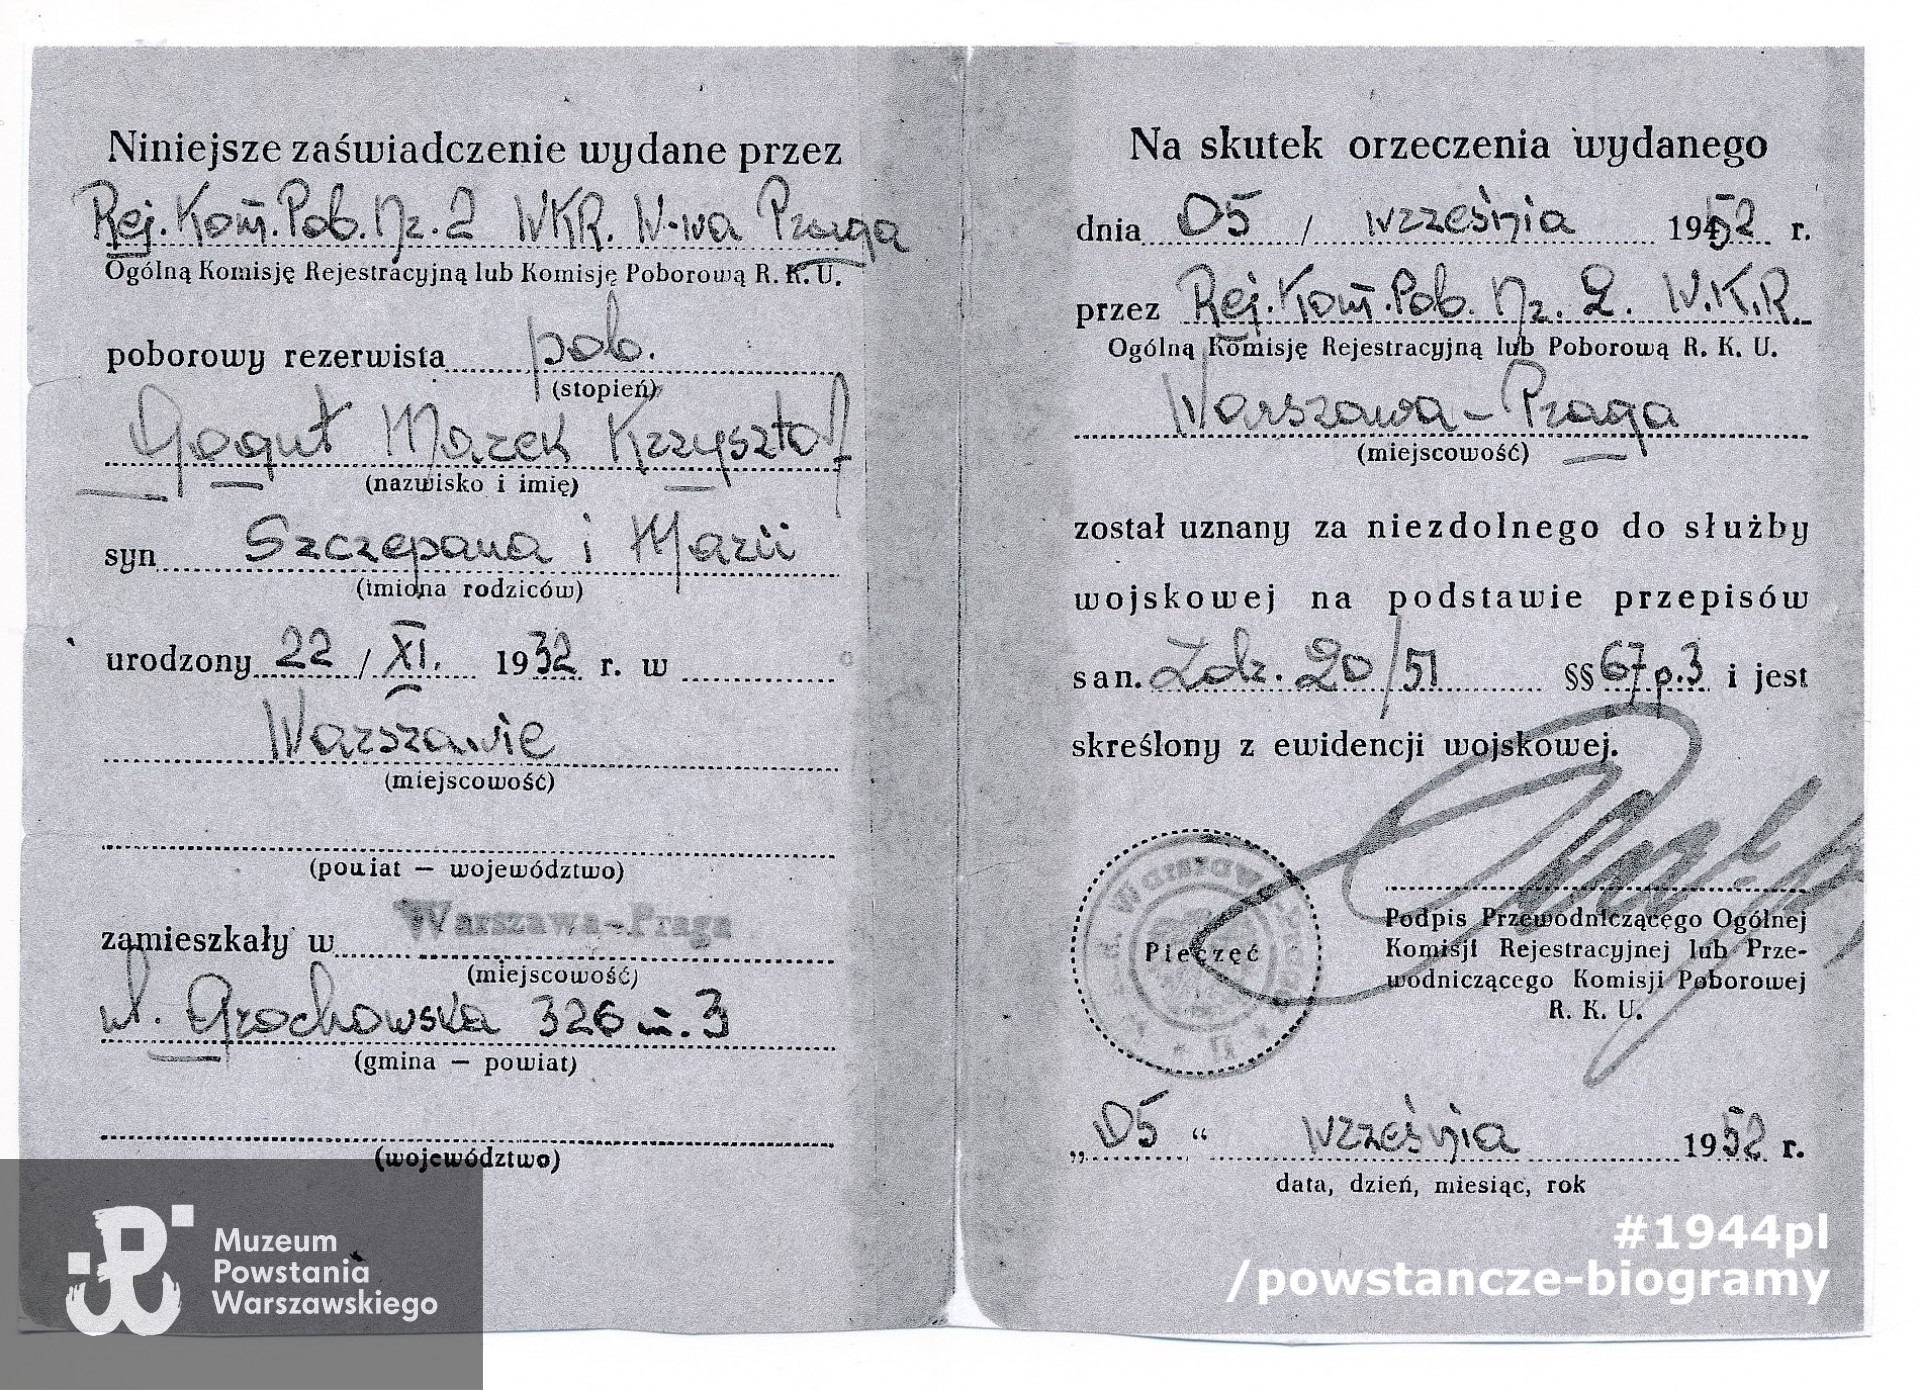 Niniejsze zaświadczenie wydane przez
Rej. Kom. Pob. Nr. 2 WKR. W-wa Praga
Ogólną Komisję Rejestracyjną lub Komisję Poborową R. K. U.
poborowy rezerwista pob.
(stopień)
Gogut Marek Krzysztof
(nazwisko i imię)
syn Szczepana i Marii
(imiona rodziców)
urodzony 22 / XI. 1932 r. w
Warszawie
(miejscowość)
(powiat — województwo)
zamieszkały w Warszawa-Praga
(miejscowość)
ul. Grochowska 326 m. 3
(gmina — powiat)
(województwo)
Na skutek orzeczenia wydanego
dnia 05 / września 1952 r.
przez Rej. Kom. Pob. Nr. 2. W.K.R.
Ogólną Komisję Rejestracyjną lub Poborową R. K. U.
Warszawa-Praga
(miejscowość)
został uznany za niezdolnego do służby
wojskowej na podstawie przepisów
san. Zdr. 20/51 §§ 67 p.3 i jest
skreślony z ewidencji wojskowej.
Pieczęć
Podpis Przewodniczącego Ogólnej
Komisji Rejestracyjnej lub Prze-
wodniczącego Komisji Poborowej
R. K. U.
„05“ września 1952 r.
data, dzień, miesiąc, rok
Muzeum
Powstania
Warszawskiego
#1944pl
/powstancze-biogramy